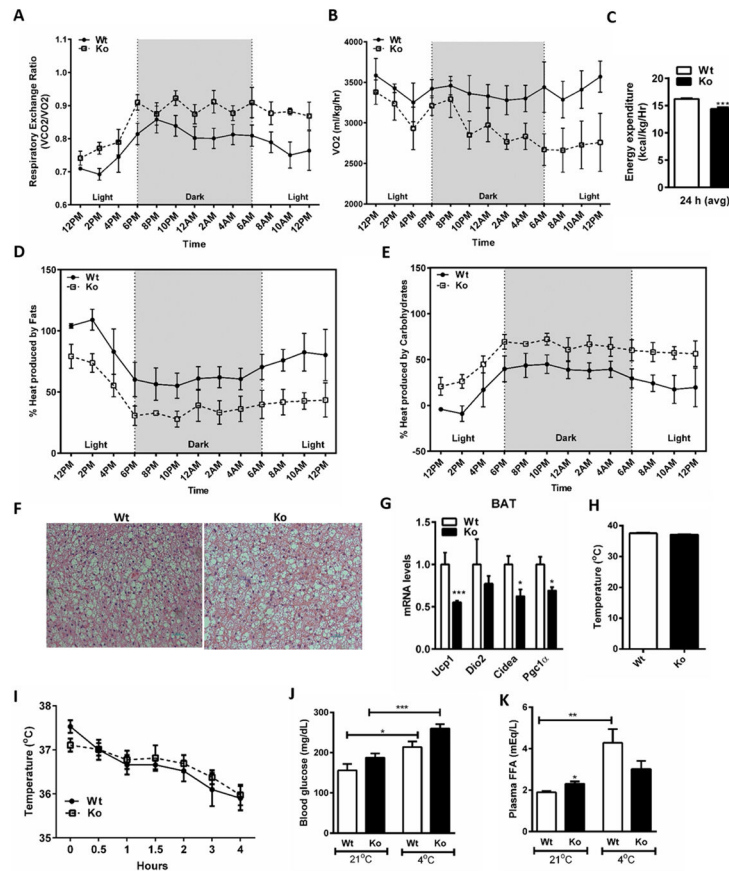 A
Wt
Ko
Respiratory Exchange Ratio
(VCO2/VO2)
1.1
1.0
0.9
0.8
0.7
0.6
Light
Dark
Light
12PM
2PM
4PM
6PM
8PM
10PM
12AM
2AM
4AM
6AM
8AM
10AM
12PM
Time
B
Wt
Ko
VO2 (ml/kg/hr)
4000
3500
3000
2500
2000
Light
Dark
Light
12PM
2PM
4PM
6PM
8PM
10PM
12AM
2AM
4AM
6AM
8AM
10AM
12PM
Time
C
Wt
Ko
Energy expenditure
(kcal/kg/Hr)
20
15
10
5
0
***
24 h (avg)
D
Wt
Ko
% Heat produced by Fats
150
100
50
0
Light
Dark
Light
12PM
2PM
4PM
6PM
8PM
10PM
12AM
2AM
4AM
6AM
8AM
10AM
12PM
Time
E
Wt
Ko
% Heat produced by Carbohydrates
150
100
50
0
-50
Light
Dark
Light
12PM
2PM
4PM
6PM
8PM
10PM
12AM
2AM
4AM
6AM
8AM
10AM
12PM
Time
F
Wt
Ko
G
BAT
Wt
Ko
mRNA levels
1.5
1.0
0.5
0.0
***
*
*
Ucp1
Dio2
Cidea
Pgc1α
H
Temperature (°C)
40
30
20
10
0
Wt
Ko
I
Temperature (°C)
38
37
36
35
Wt
Ko
0
0.5
1
1.5
2
3
4
Hours
J
Blood glucose (mg/dL)
400
300
200
100
0
***
*
Wt
Ko
Wt
Ko
21°C
4°C
K
Plasma FFA (mEq/L)
6
4
2
0
**
*
Wt
Ko
Wt
Ko
21°C
4°C